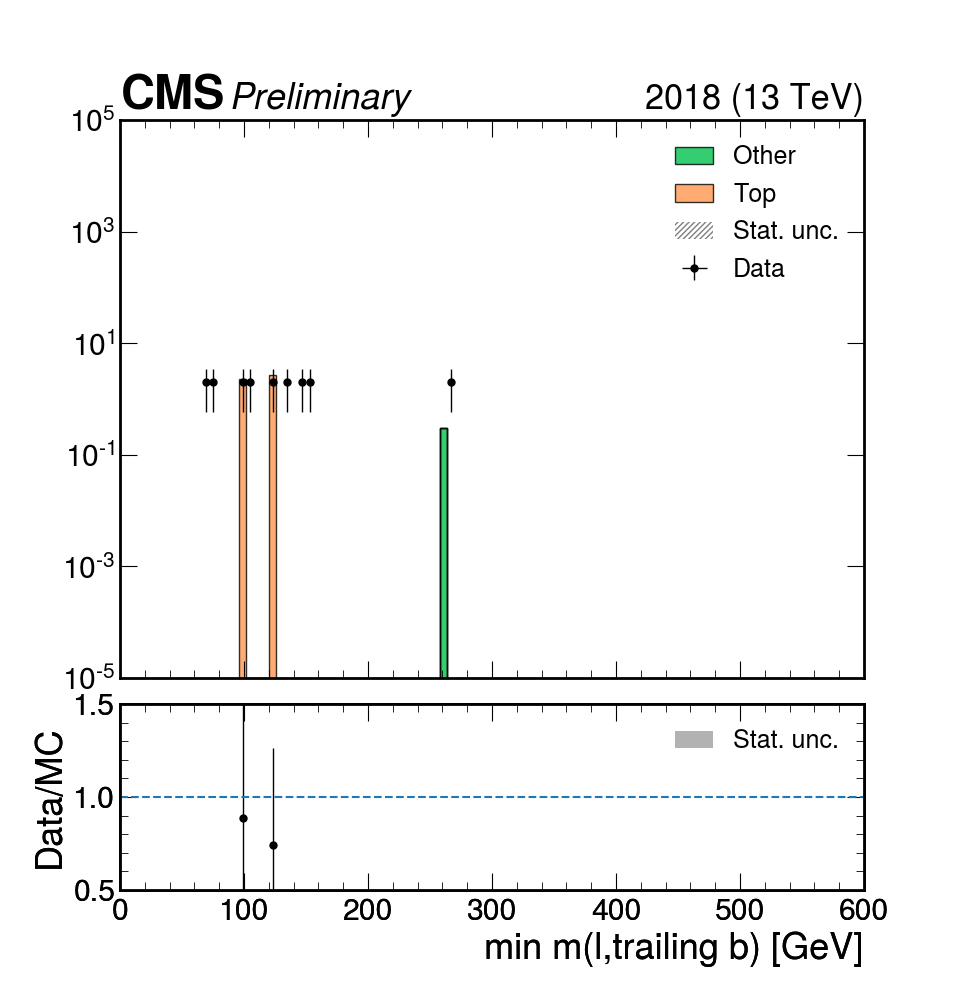 CMS Preliminary 2018 (13 TeV)
10^5
10^3
10^1
10^-1
10^-3
10^-5
Other
Top
Stat. unc.
Data
1.5
1.0
0.5
Data/MC
Stat. unc.
0 100 200 300 400 500 600
min m(l,trailing b) [GeV]